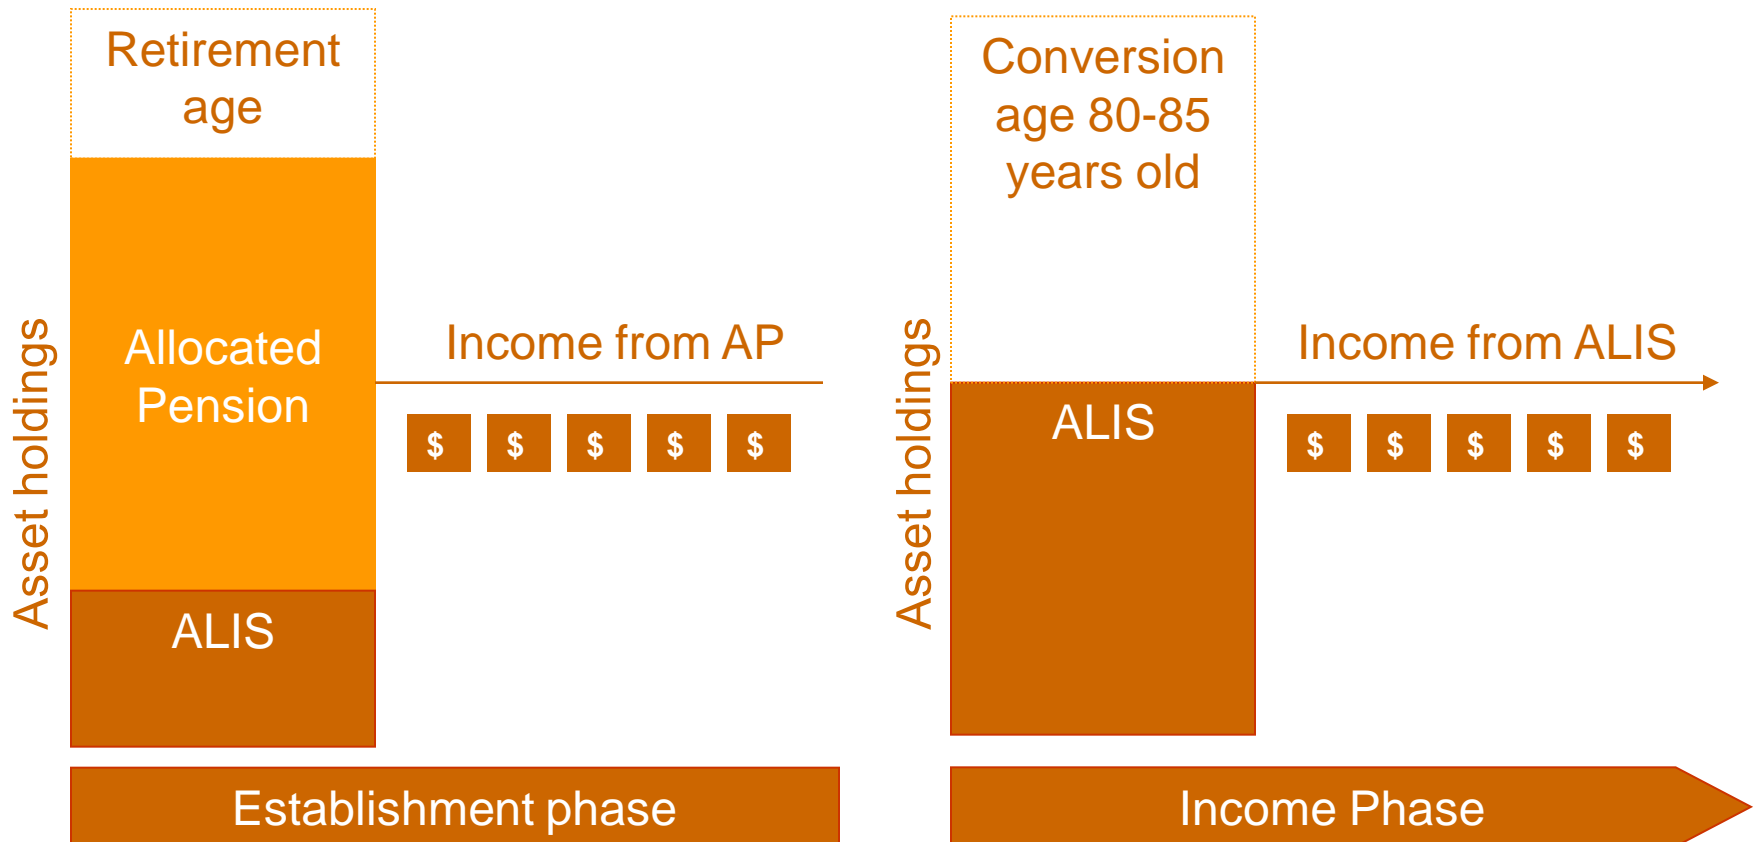 Retirement
age
Allocated
Pension
ALIS
Asset holdings
Income from AP
$ $ $ $ $
Establishment phase
Conversion
age 80-85
years old
ALIS
Asset holdings
Income from ALIS
$ $ $ $ $
Income Phase